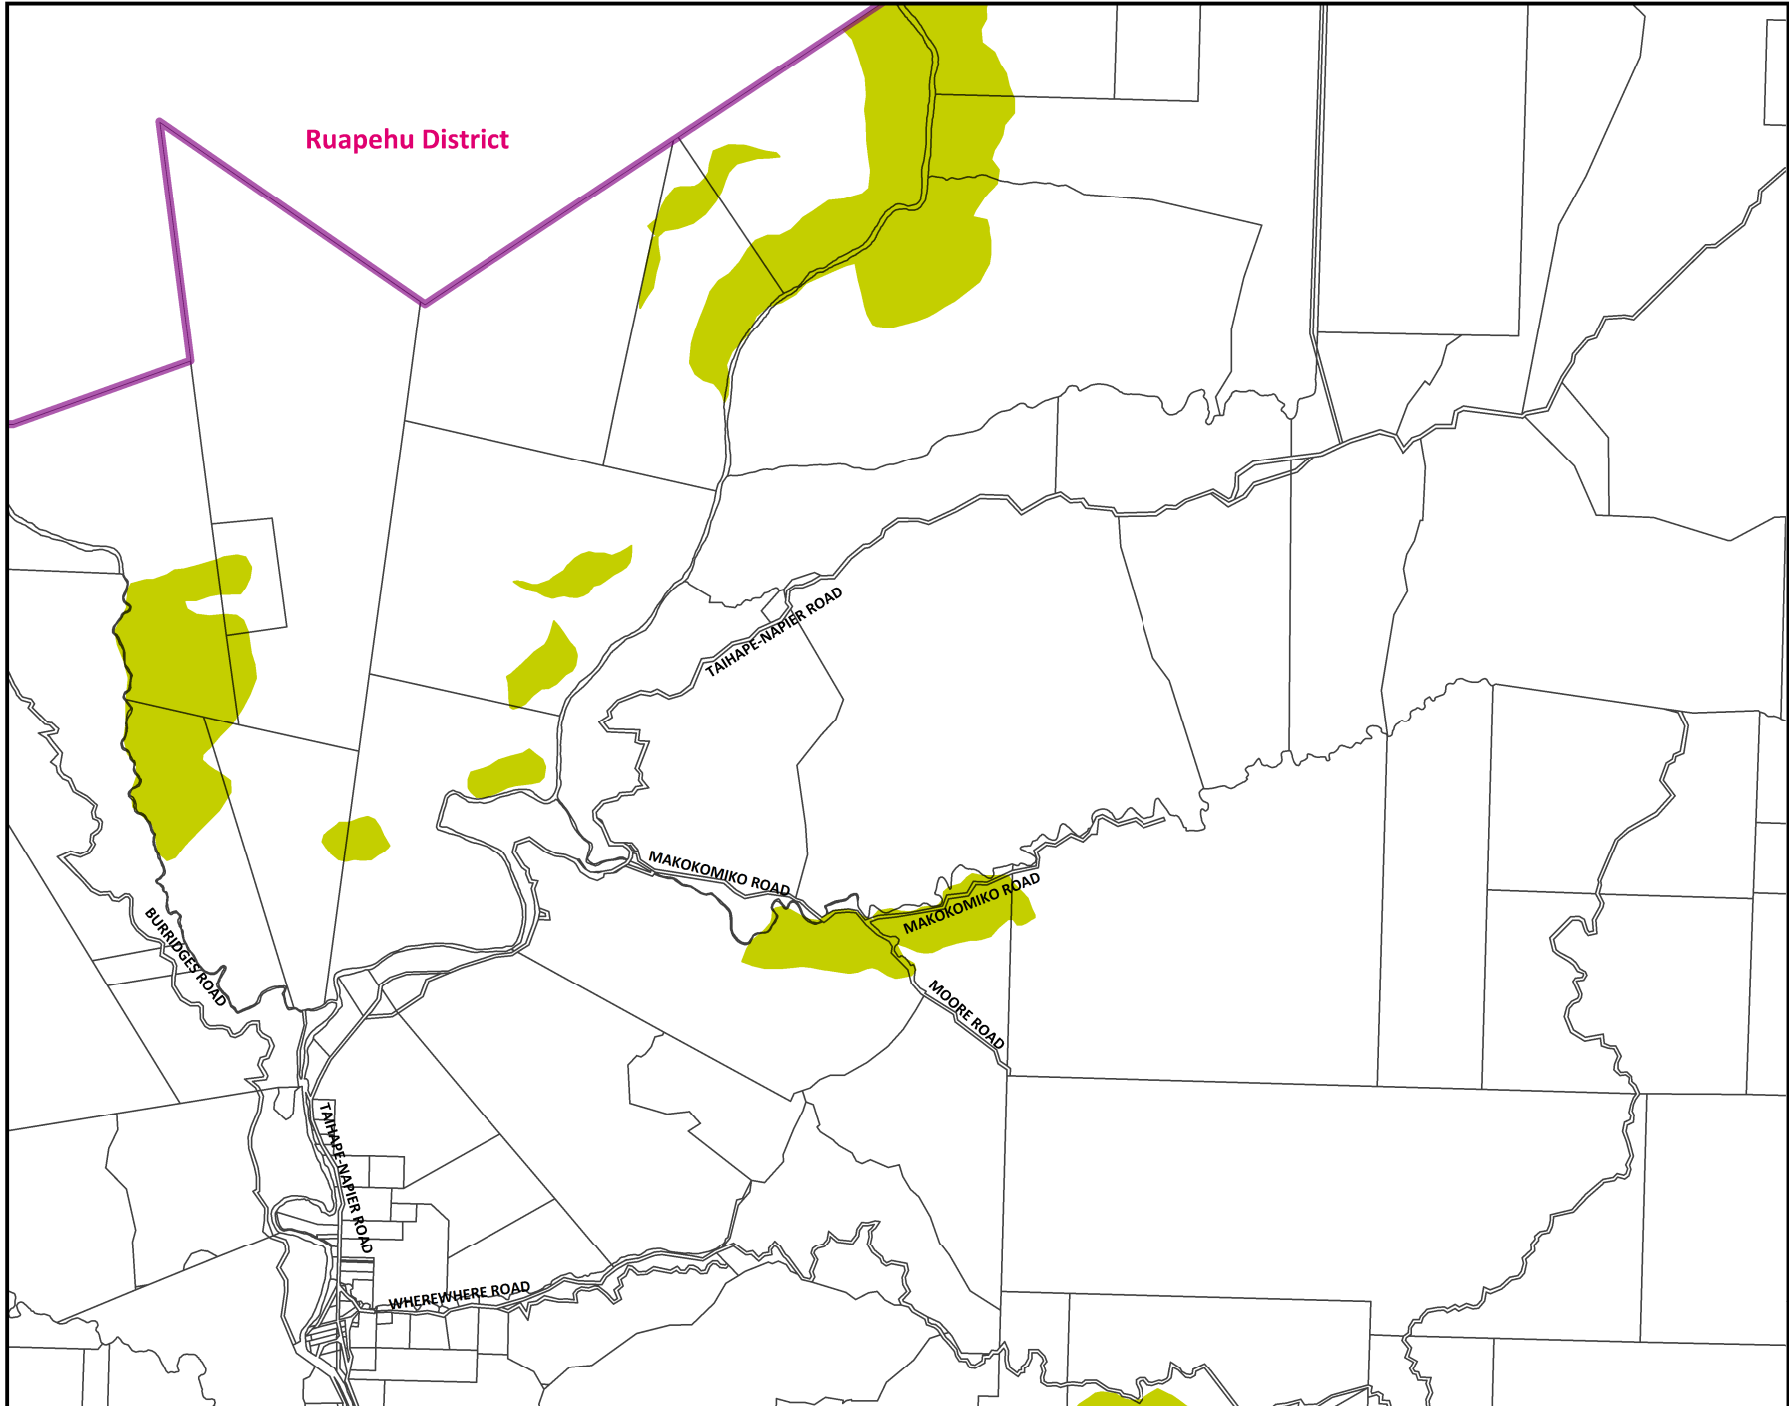 Ruapehu District
TAIHAPE-NAPIER ROAD
MAKOKOMIKO ROAD
MAKOKOMIKO ROAD
BURRIDGES ROAD
MOORE ROAD
TAIHAPE-NAPIER ROAD
WHEREWHERE ROAD